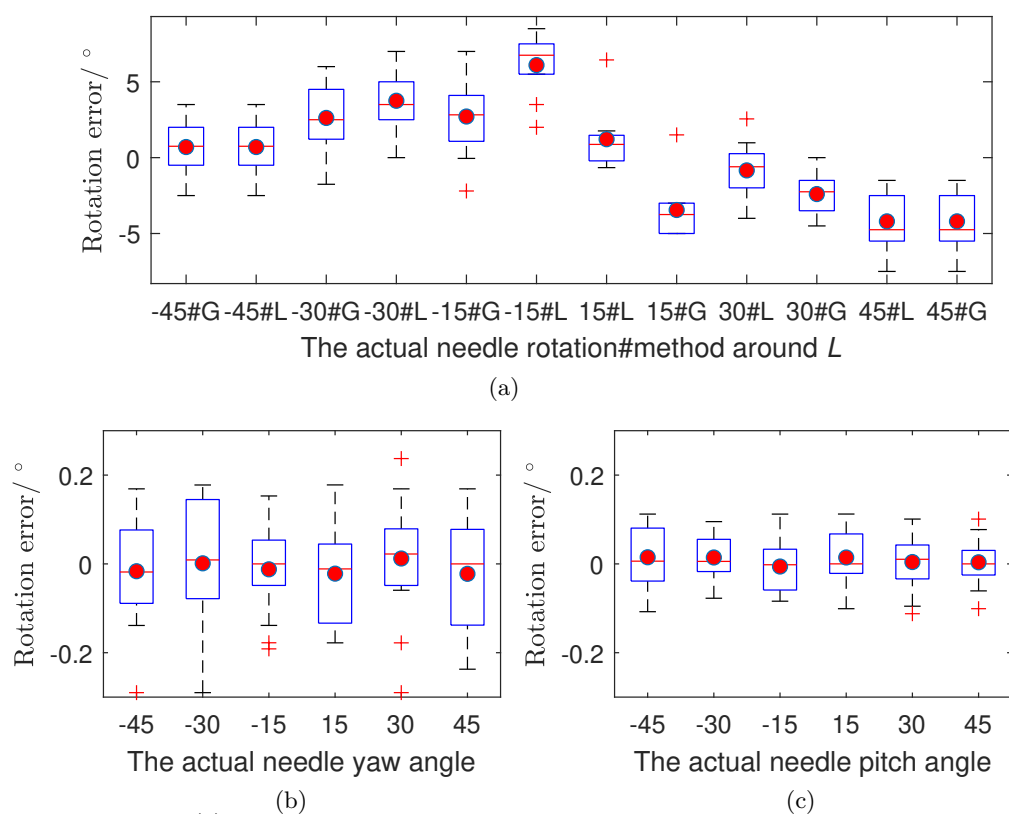 Rotation error/ °
5
0
-5
-45#G -45#L -30#G -30#L -15#G -15#L 15#L 15#G 30#L 30#G 45#L 45#G
The actual needle rotation#method around L
(a)
Rotation error/ °
0.2
0
-0.2
-45 -30 -15 15 30 45
The actual needle yaw angle
(b)
Rotation error/ °
0.2
0
-0.2
-45 -30 -15 15 30 45
The actual needle pitch angle
(c)